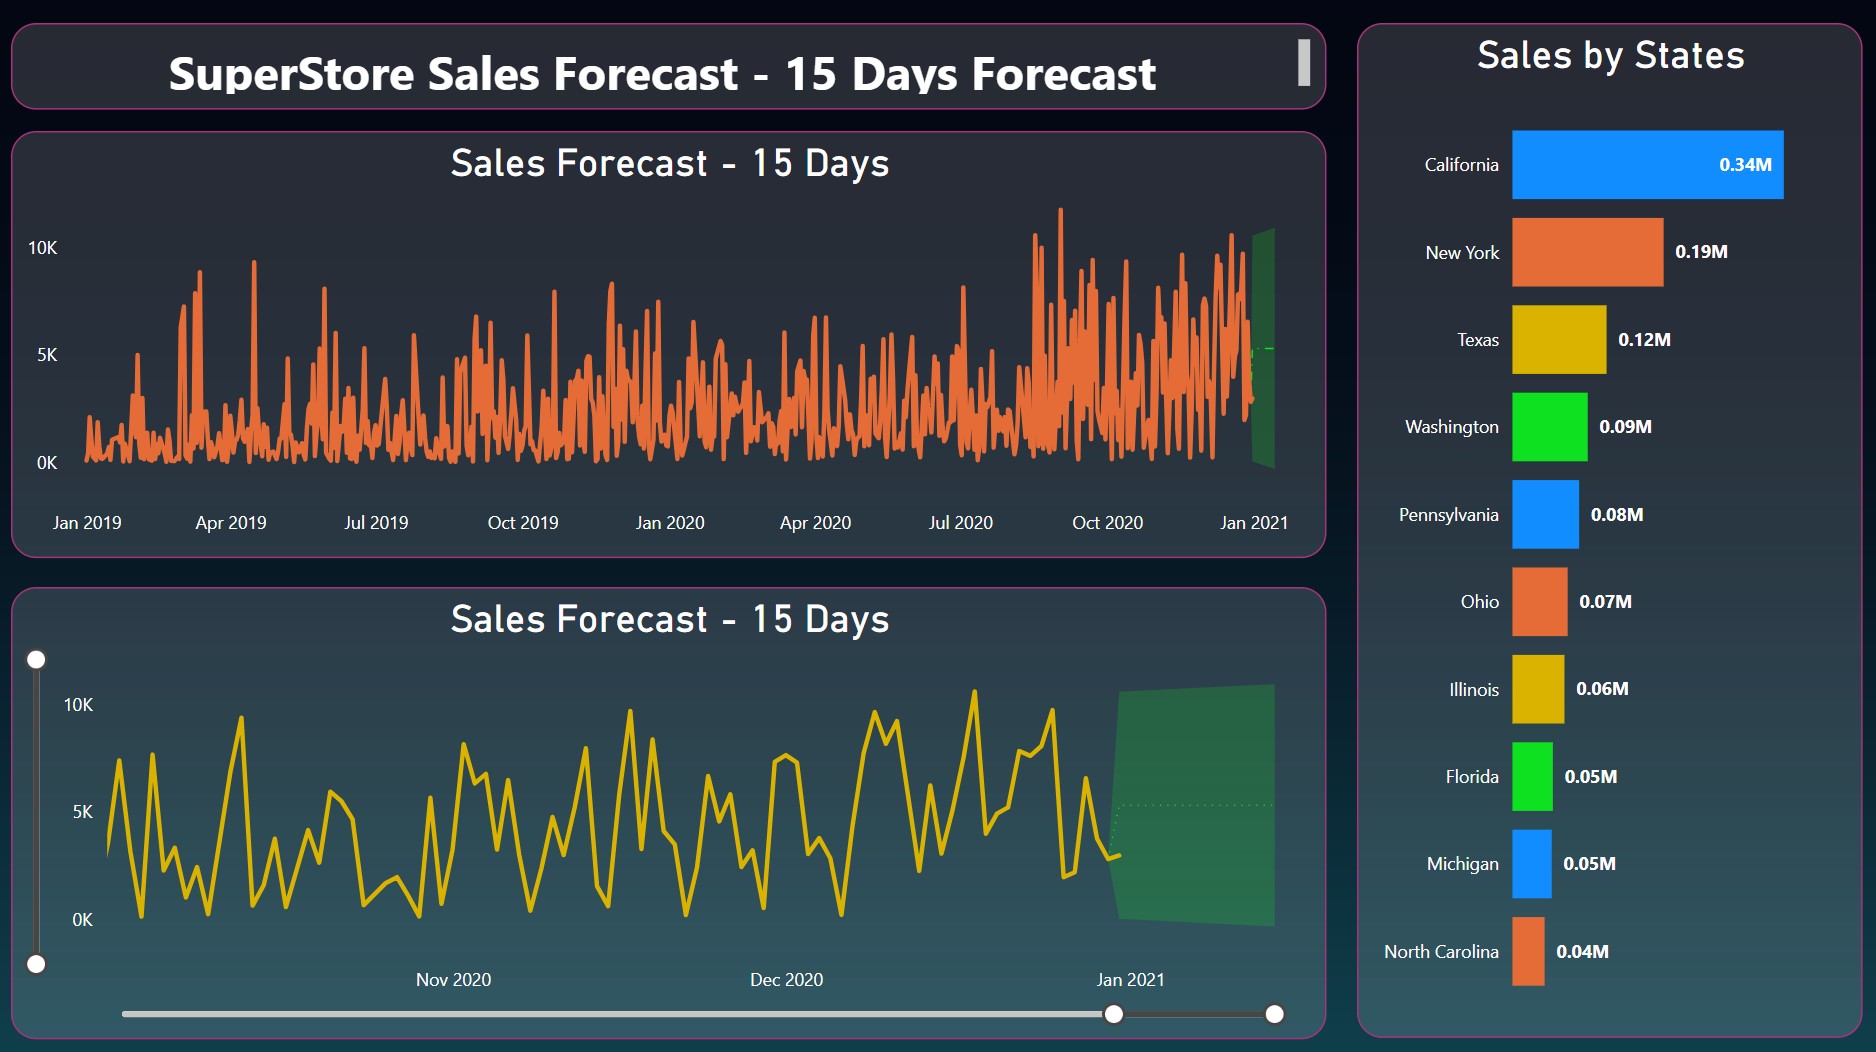 SuperStore Sales Forecast - 15 Days Forecast
Sales Forecast - 15 Days
10K
5K
0K
Jan 2019 Apr 2019 Jul 2019 Oct 2019 Jan 2020 Apr 2020 Jul 2020 Oct 2020 Jan 2021
Sales Forecast - 15 Days
10K
5K
0K
Nov 2020 Dec 2020 Jan 2021
Sales by States
California 0.34M
New York 0.19M
Texas 0.12M
Washington 0.09M
Pennsylvania 0.08M
Ohio 0.07M
Illinois 0.06M
Florida 0.05M
Michigan 0.05M
North Carolina 0.04M